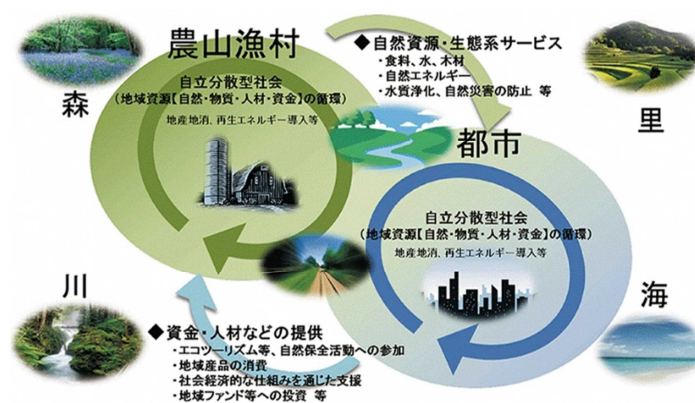 農山漁村
森
自立分散型社会
(地域資源【自然・物質・人材・資金】の循環)
地産地消、再生エネルギー導入等
◆自然資源・生態系サービス
・食料、水、木材
・自然エネルギー
・水質浄化、自然災害の防止 等
里
都市
自立分散型社会
(地域資源【自然・物質・人材・資金】の循環)
地産地消、再生エネルギー導入等
川
◆資金・人材などの提供
・エコツーリズム等、自然保全活動への参加
・地域産品の消費
・社会経済的な仕組みを通じた支援
・地域ファンド等への投資 等
海